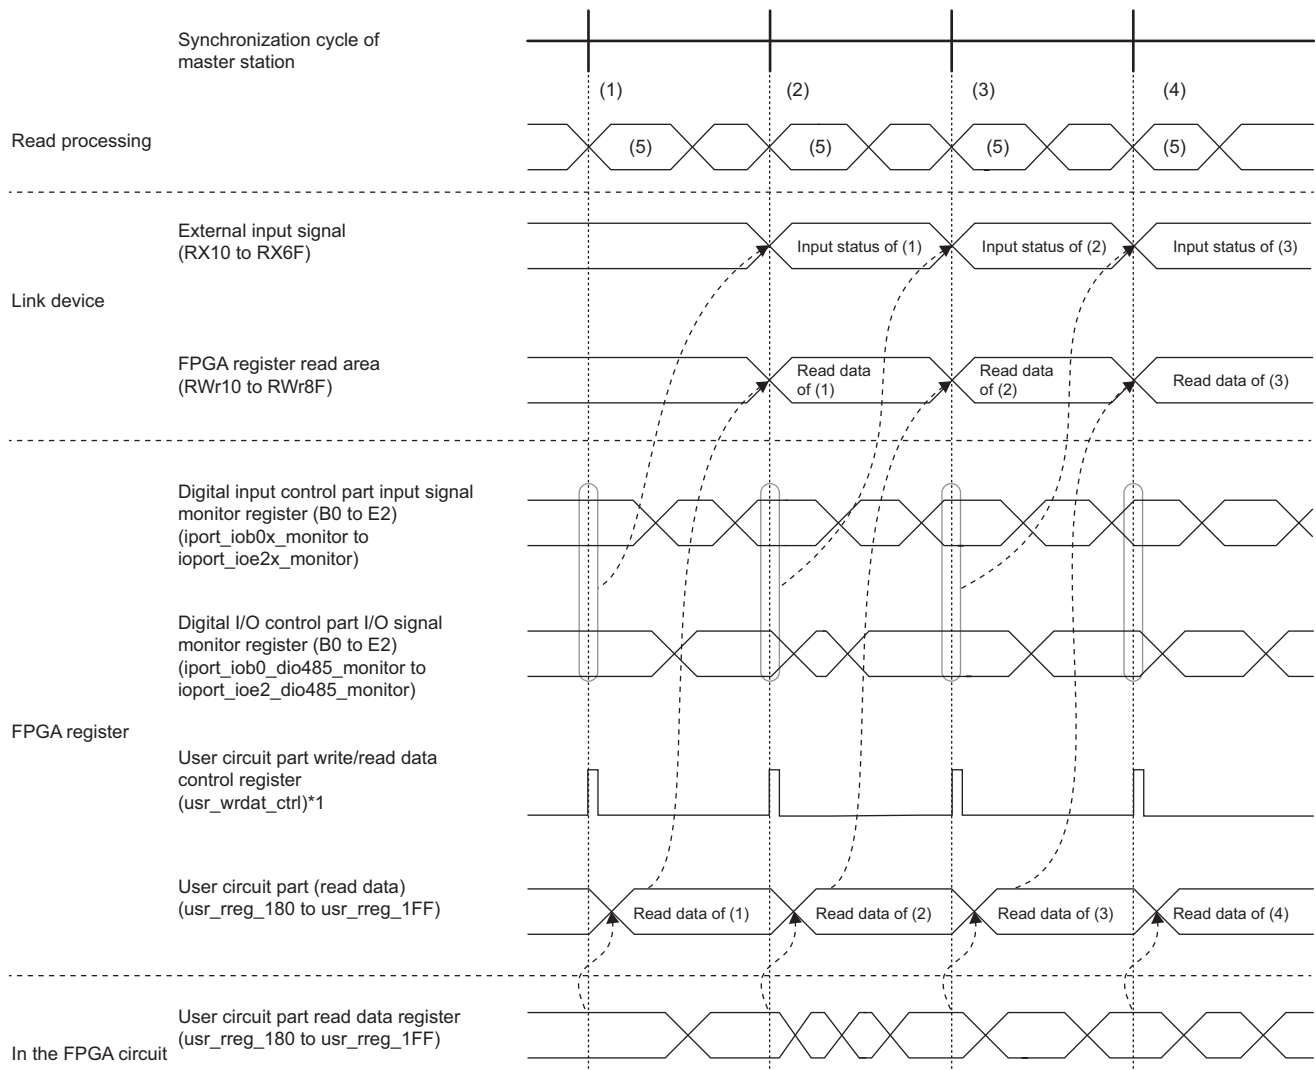 Synchronization cycle of
master station
(1)
(2)
(3)
(4)
Read processing
(5)
(5)
(5)
(5)
External input signal
(RX10 to RX6F)
Input status of (1)
Input status of (2)
Input status of (3)
Link device
FPGA register read area
(RWr10 to RWr8F)
Read data
of (1)
Read data
of (2)
Read data of (3)
Digital input control part input signal
monitor register (B0 to E2)
(iport_iob0x_monitor to
ioport_ioe2x_monitor)
Digital I/O control part I/O signal
monitor register (B0 to E2)
(iport_iob0_dio485_monitor to
ioport_ioe2_dio485_monitor)
FPGA register
User circuit part write/read data
control register
(usr_wrdat_ctrl)*1
User circuit part (read data)
(usr_rreg_180 to usr_rreg_1FF)
Read data of (1)
Read data of (2)
Read data of (3)
Read data of (4)
User circuit part read data register
(usr_rreg_180 to usr_rreg_1FF)
In the FPGA circuit